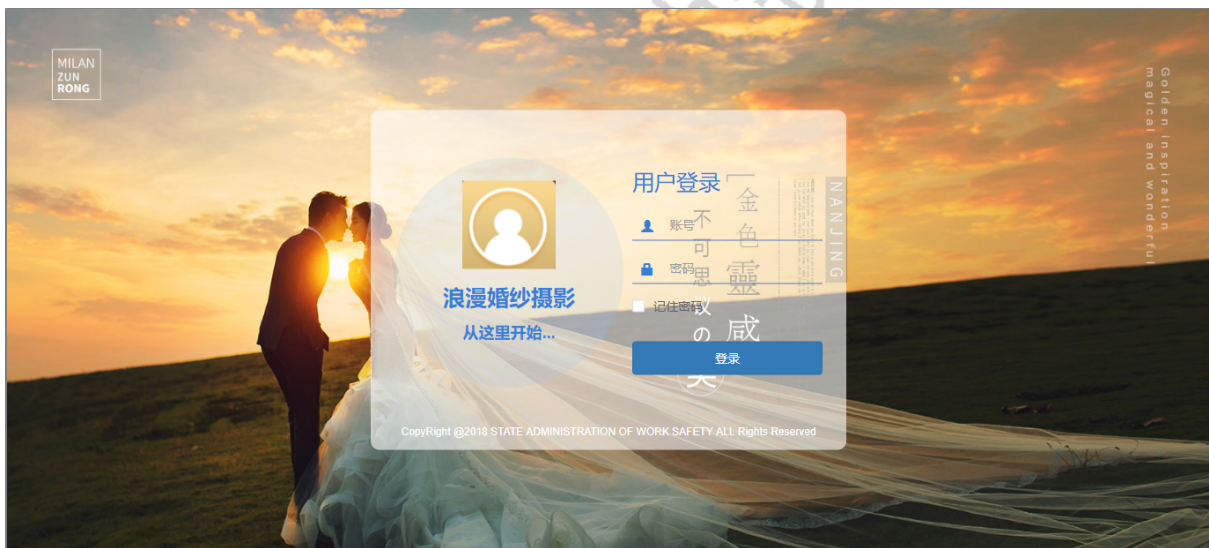 MILAN
ZUN
RONG
Golden inspiration
magical and wonderful
用户登录
账号
密码
记住密码
登录
浪漫婚纱摄影
从这里开始...
「金色靈感
不可思议の美
NANJING
CopyRight @2018 STATE ADMINISTRATION OF WORK SAFETY ALL Rights Reserved